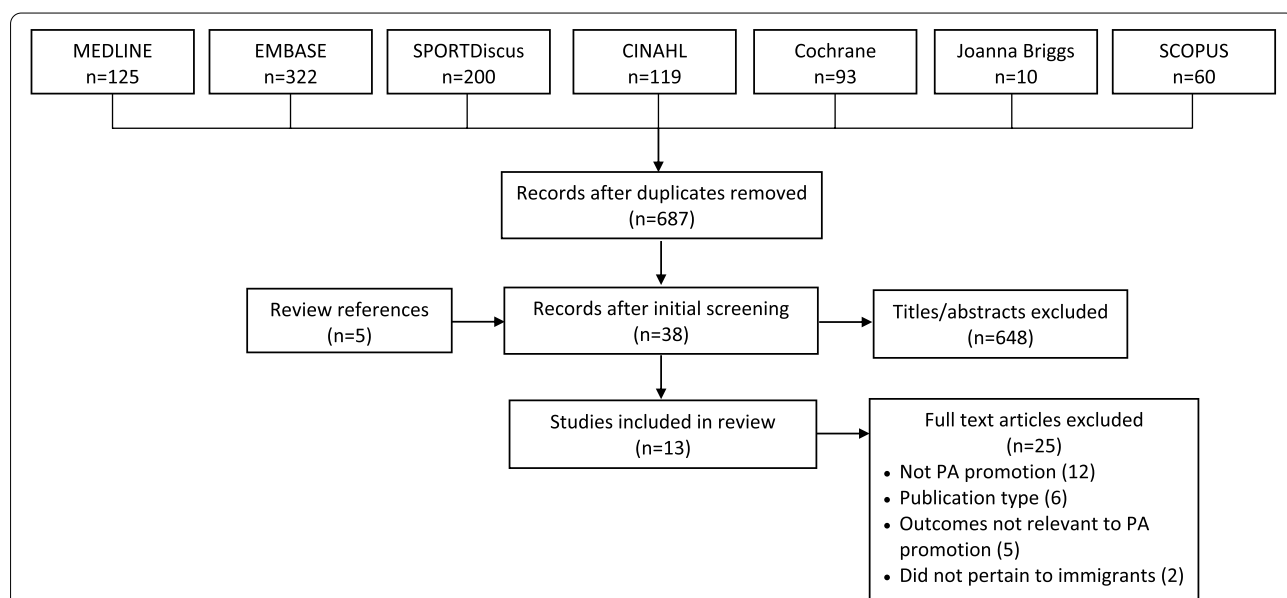 MEDLINE
n=125
EMBASE
n=322
SPORTDiscus
n=200
CINAHL
n=119
Cochrane
n=93
Joanna Briggs
n=10
SCOPUS
n=60
Records after duplicates removed
(n=687)
Review references
(n=5)
Records after initial screening
(n=38)
Titles/abstracts excluded
(n=648)
Studies included in review
(n=13)
Full text articles excluded
(n=25)
• Not PA promotion (12)
• Publication type (6)
• Outcomes not relevant to PA
promotion (5)
• Did not pertain to immigrants (2)